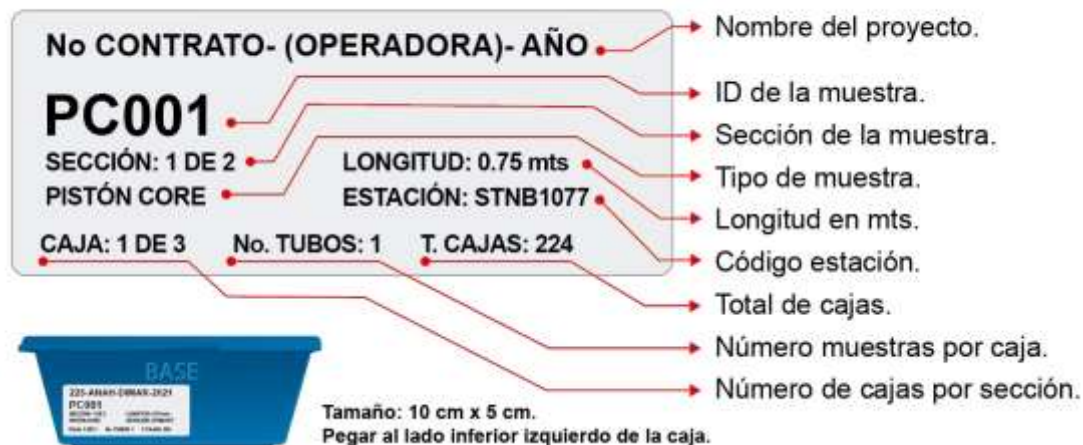 No CONTRATO- (OPERADORA)- AÑO
PC001
SECCIÓN: 1 DE 2
LONGITUD: 0.75 mts
PISTÓN CORE
ESTACIÓN: STNB1077
CAJA: 1 DE 3
No. TUBOS: 1
T. CAJAS: 224
Nombre del proyecto.
ID de la muestra.
Sección de la muestra.
Tipo de muestra.
Longitud en mts.
Código estación.
Total de cajas.
Número muestras por caja.
Número de cajas por sección.
BASE
PC001
Tamaño: 10 cm x 5 cm.
Pegar al lado inferior izquierdo de la caja.